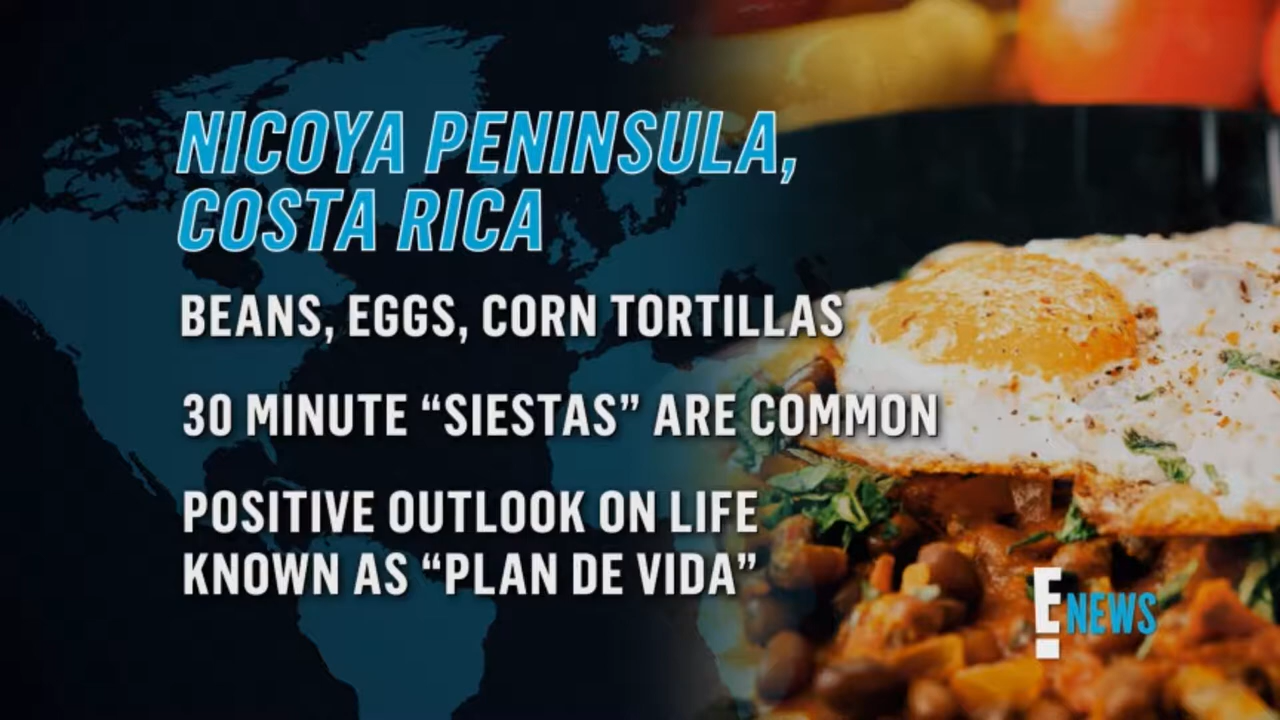 NICOYA PENINSULA,
COSTA RICA
BEANS, EGGS, CORN TORTILLAS
30 MINUTE “SIESTAS” ARE COMMON
POSITIVE OUTLOOK ON LIFE
KNOWN AS “PLAN DE VIDA”
E NEWS